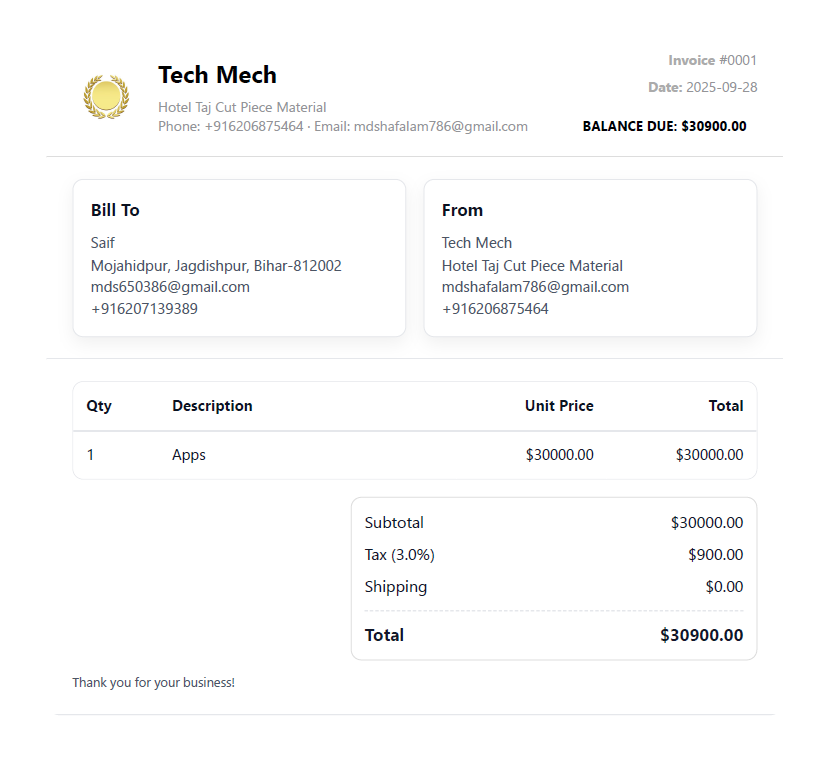 Tech Mech
Hotel Taj Cut Piece Material
Phone: +916206875464 · Email: mdshafalam786@gmail.com
Invoice #0001
Date: 2025-09-28
BALANCE DUE: $30900.00
Bill To
Saif
Mojahidpur, Jagdishpur, Bihar-812002
mds650386@gmail.com
+916207139389
From
Tech Mech
Hotel Taj Cut Piece Material
mdshafalam786@gmail.com
+916206875464
Qty Description Unit Price Total
1 Apps $30000.00 $30000.00
Subtotal $30000.00
Tax (3.0%) $900.00
Shipping $0.00
Total $30900.00
Thank you for your business!